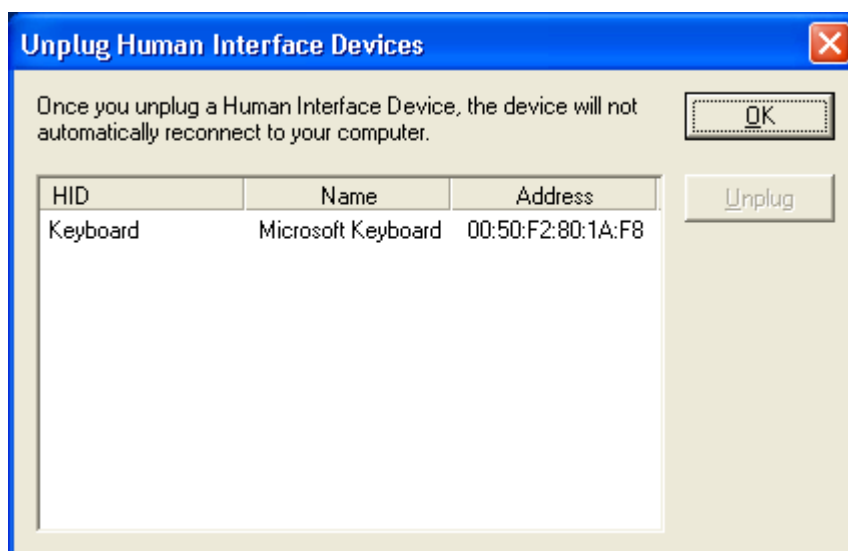 Unplug Human Interface Devices
Once you unplug a Human Interface Device, the device will not
automatically reconnect to your computer.
OK
HID Name Address
Unplug
Keyboard Microsoft Keyboard 00:50:F2:80:1A:F8